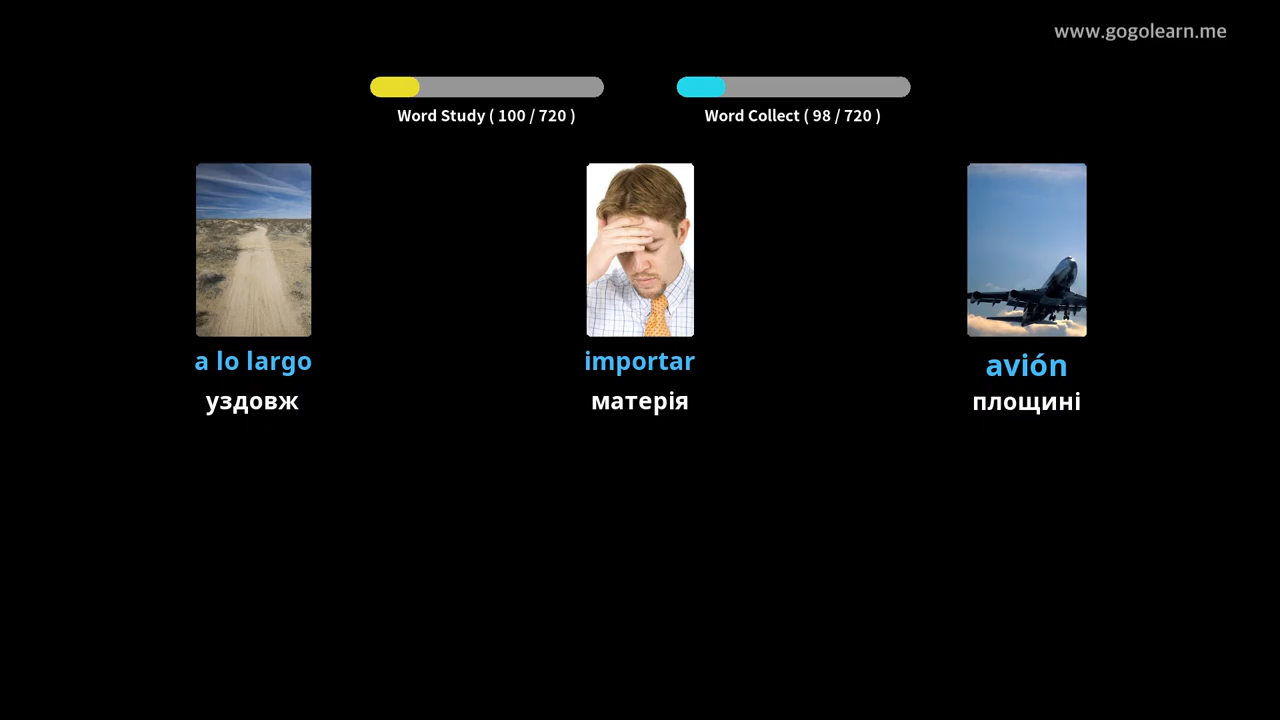 www.gogolearn.me
Word Study ( 100 / 720 )
Word Collect ( 98 / 720 )
a lo largo
importar
avión
уздовж
матерія
площині